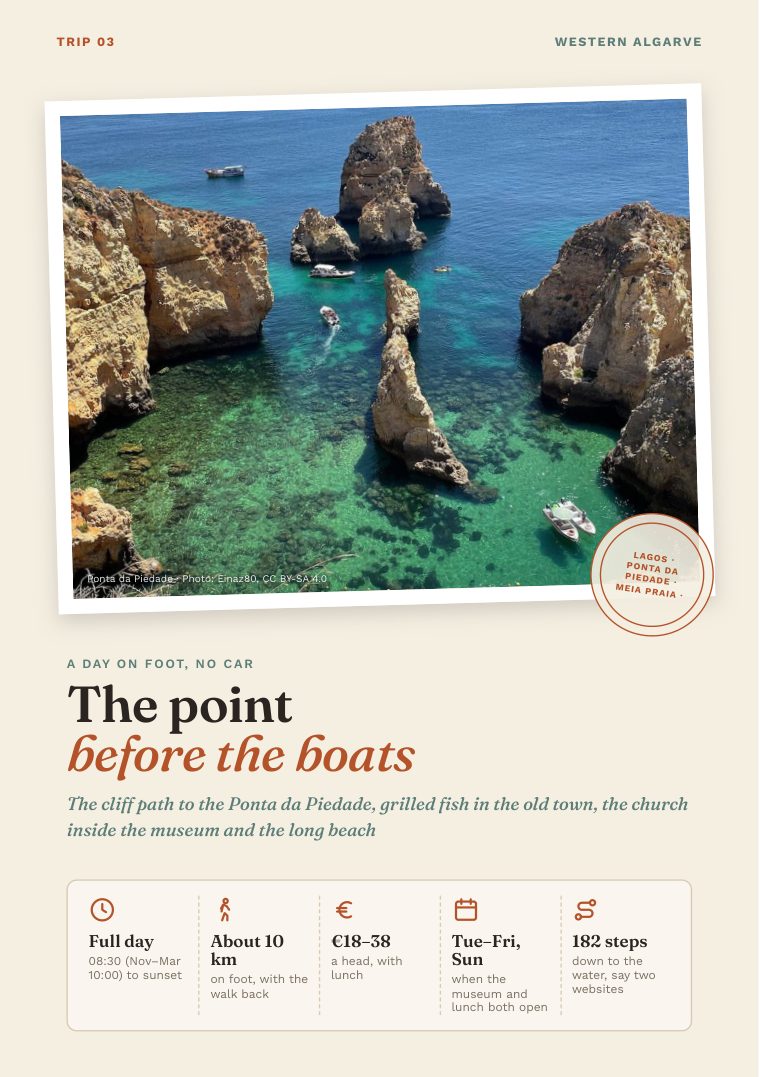 TRIP 03
WESTERN ALGARVE
Ponta da Piedade · Photo: Einaz80, CC BY-SA 4.0
LAGOS ·
PONTA DA
PIEDADE ·
MEIA PRAIA ·
A DAY ON FOOT, NO CAR
The point
before the boats
The cliff path to the Ponta da Piedade, grilled fish in the old town, the church
inside the museum and the long beach
Full day
08:30 (Nov–Mar
10:00) to sunset
About 10
km
on foot, with the
walk back
€18–38
a head, with
lunch
Tue–Fri,
Sun
when the
museum and
lunch both open
182 steps
down to the
water, say two
websites